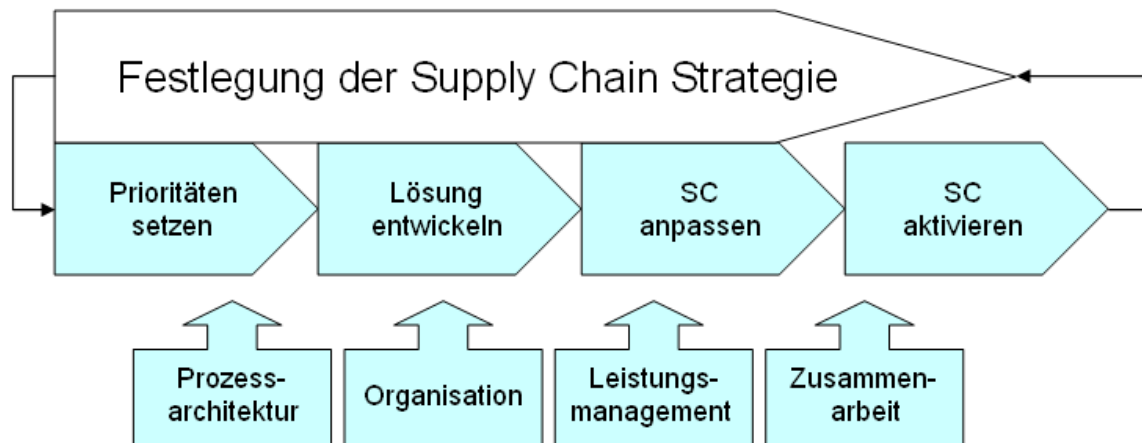 Festlegung der Supply Chain Strategie
Prioritäten
setzen
Lösung
entwickeln
SC
anpassen
SC
aktivieren
Prozess-
architektur
Organisation
Leistungs-
management
Zusammen-
arbeit